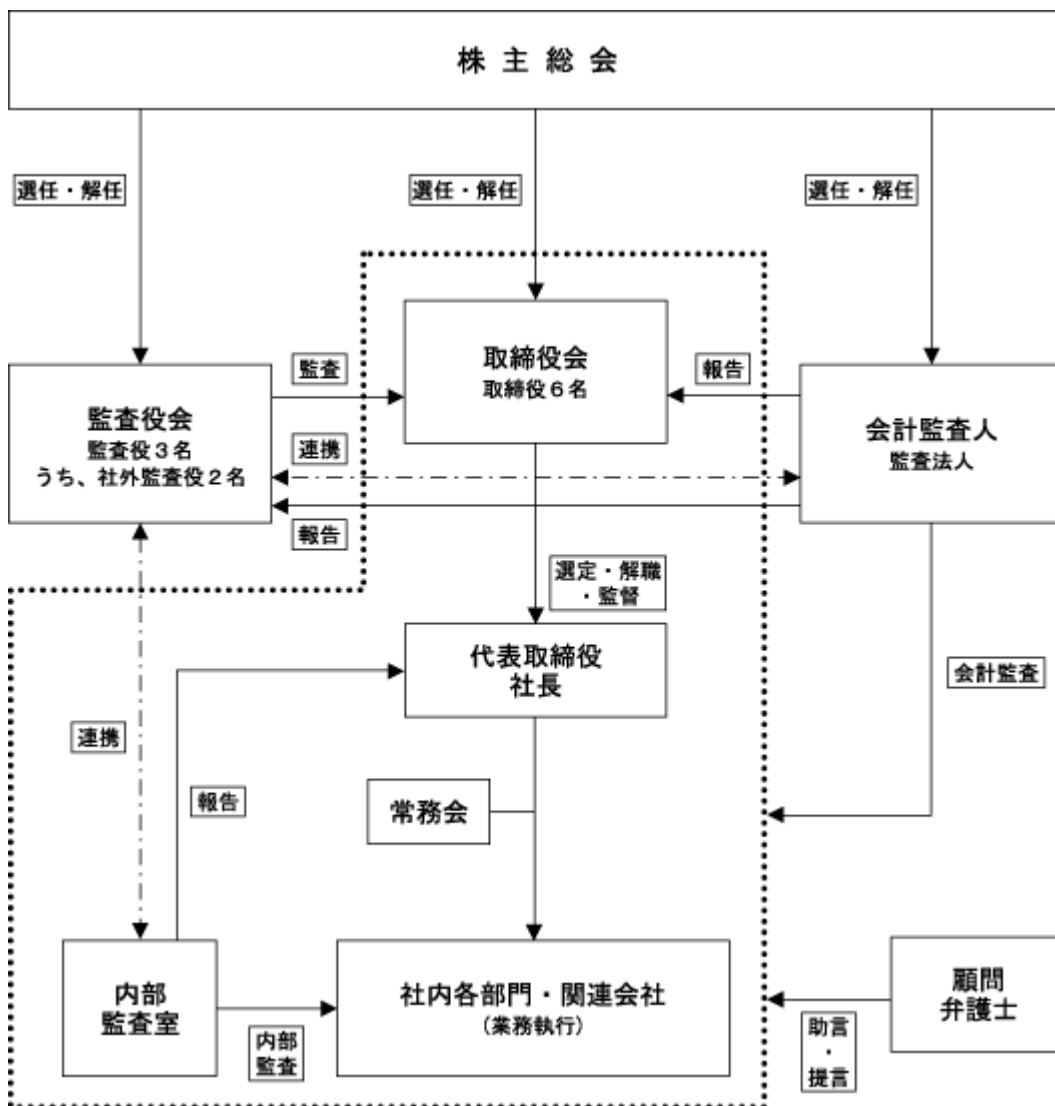 株主総会
選任・解任
選任・解任
選任・解任
監査役会
監査役3名
うち、社外監査役2名
監査
取締役会
取締役6名
報告
会計監査人
監査法人
連携
報告
選定・解職
・監督
代表取締役
社長
会計監査
連携
報告
常務会
内部
監査室
内部
監査
社内各部門・関連会社
(業務執行)
助言
・
提言
顧問
弁護士